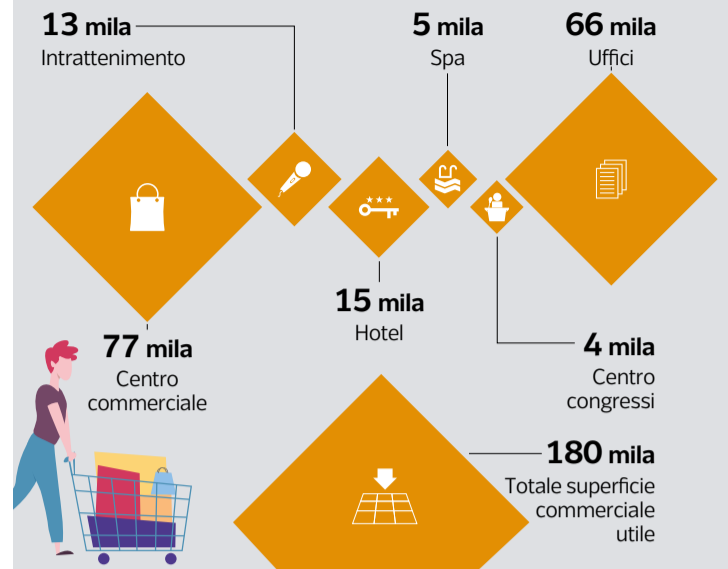 13 mila
Intrattenimento
5 mila
Spa
66 mila
Uffici
15 mila
Hotel
77 mila
Centro
commerciale
4 mila
Centro
congressi
180 mila
Totale superficie
commerciale
utile